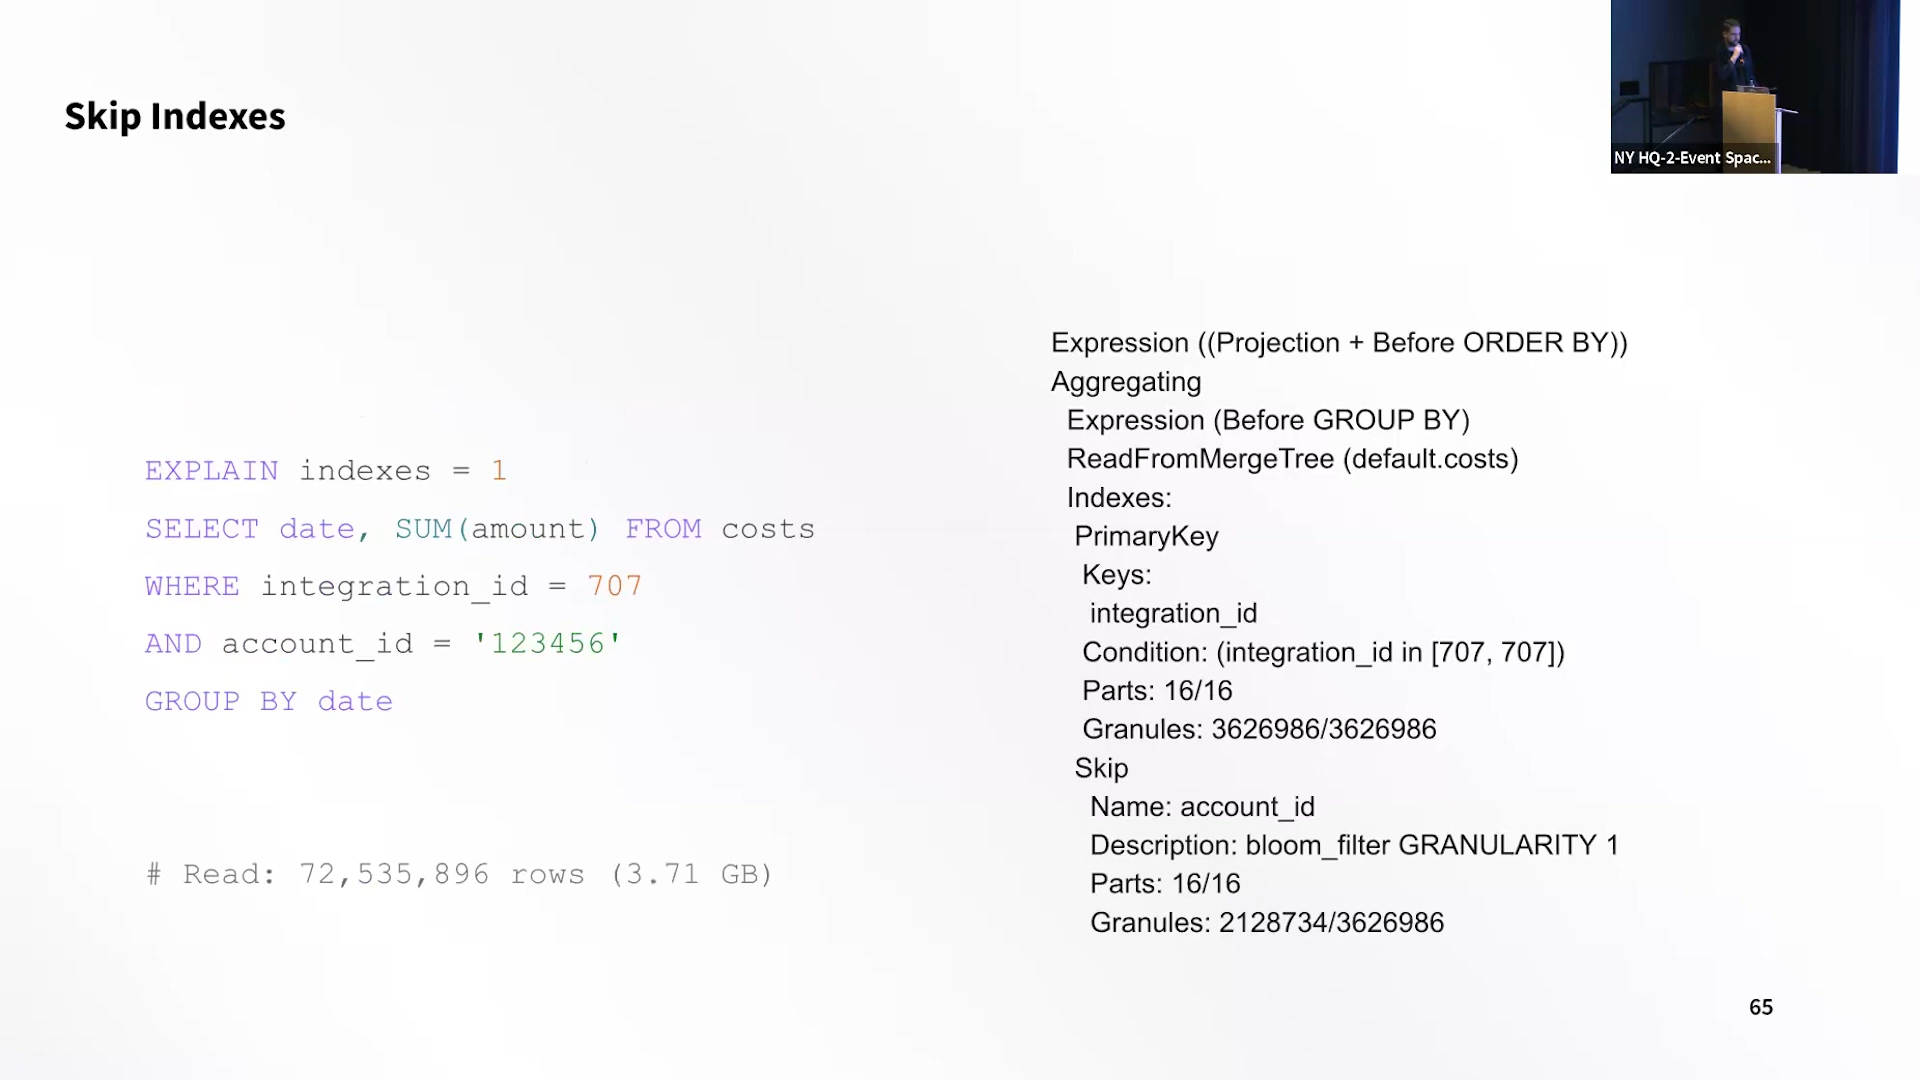 Skip Indexes
NY HQ-2-Event Spac...
EXPLAIN indexes = 1
SELECT date, SUM(amount) FROM costs
WHERE integration_id = 707
AND account_id = '123456'
GROUP BY date
# Read: 72,535,896 rows (3.71 GB)
Expression ((Projection + Before ORDER BY))
Aggregating
Expression (Before GROUP BY)
ReadFromMergeTree (default.costs)
Indexes:
PrimaryKey
Keys:
integration_id
Condition: (integration_id in [707, 707])
Parts: 16/16
Granules: 3626986/3626986
Skip
Name: account_id
Description: bloom_filter GRANULARITY 1
Parts: 16/16
Granules: 2128734/3626986
65